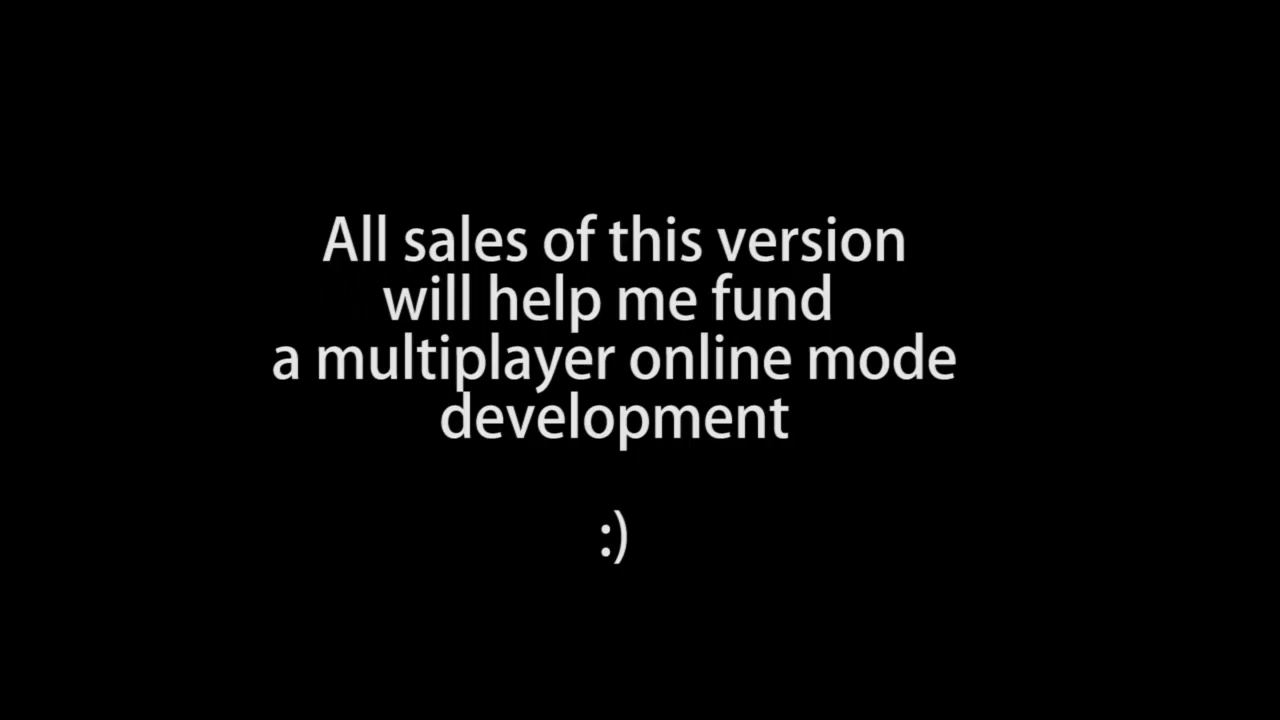 All sales of this version
will help me fund
a multiplayer online mode
development
:)